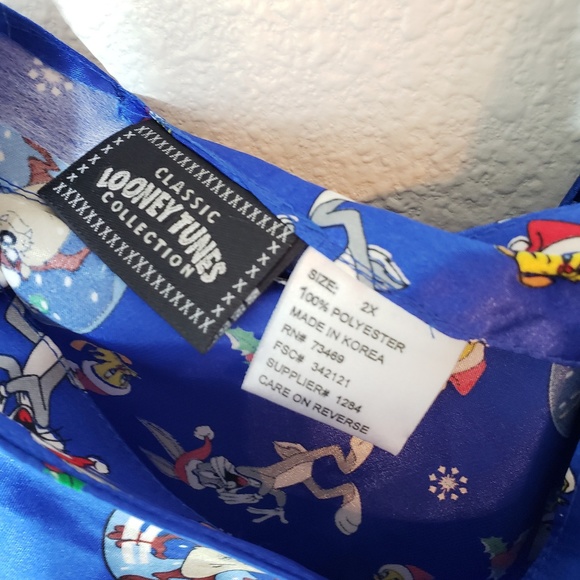 CLASSIC
LOONEY TUNES
COLLECTION
SIZE: 2X
100% POLYESTER
MADE IN KOREA
RN# 73469
FSC# 342121
SUPPLIER# 1284
CARE ON REVERSE